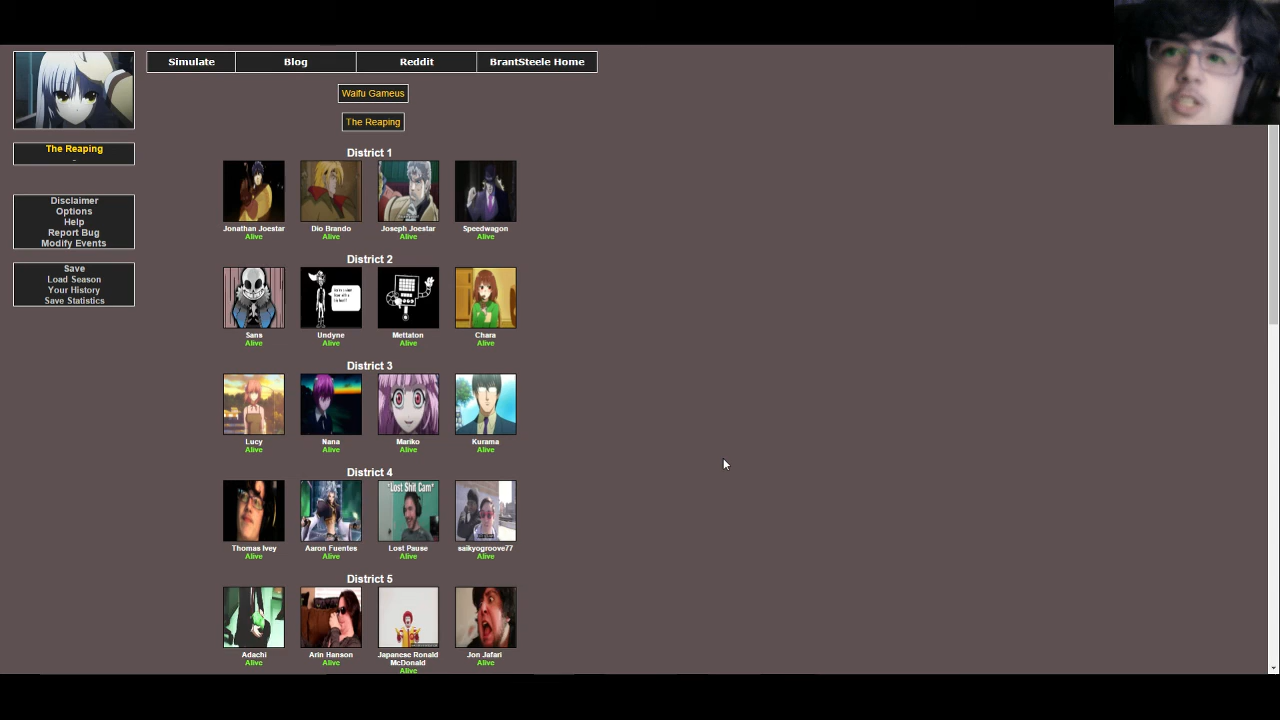 Simulate Blog Reddit BrantSteele Home
Waifu Gameus
The Reaping
The Reaping
-
Disclaimer
Options
Help
Report Bug
Modify Events
Save
Load Season
Your History
Save Statistics
District 1
Jonathan Joestar Dio Brando Joseph Joestar Speedwagon
Alive Alive Alive Alive
District 2
Sans Undyne Mettaton Chara
Alive Alive Alive Alive
District 3
Lucy Nana Mariko Kurama
Alive Alive Alive Alive
District 4
*Lost Shit Cam*
Thomas Ivey Aaron Fuentes Lost Pause saikyogroove77
Alive Alive Alive Alive
District 5
Adachi Arin Hanson Japanese Ronald McDonald Jon Jafari
Alive Alive Alive Alive